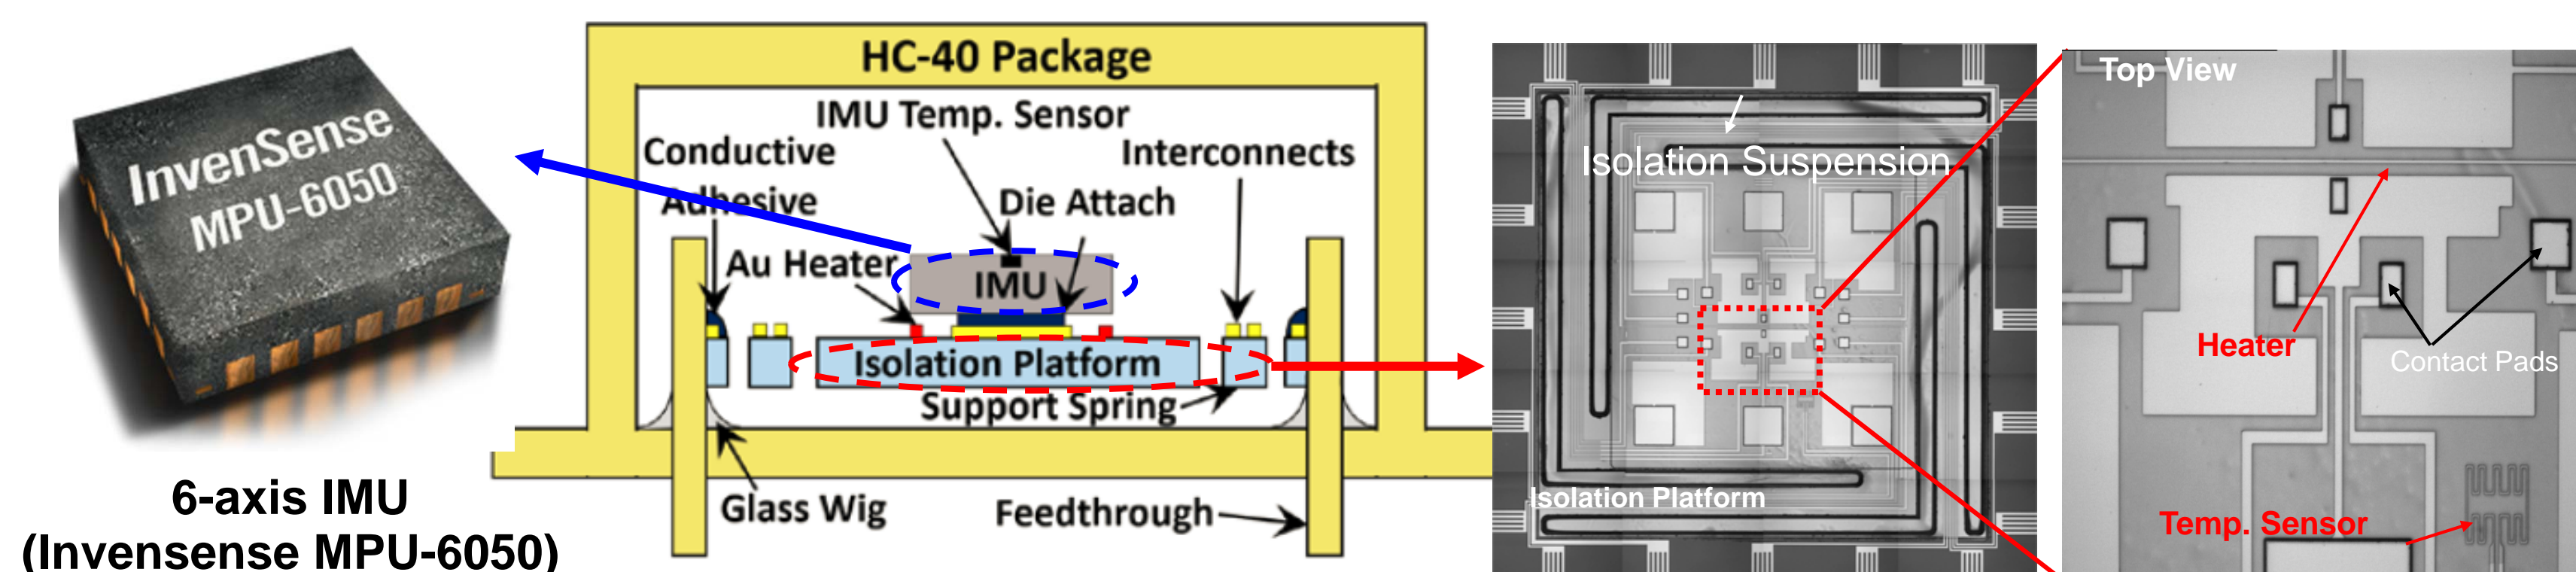 InvenSense
MPU-6050
6-axis IMU
(Invensense MPU-6050)
HC-40 Package
IMU Temp. Sensor
Conductive
Adhesive
Interconnects
Die Attach
Au Heater
IMU
Isolation Platform
Support Spring
Glass Wig
Feedthrough
Isolation Suspension
Isolation Platform
Top View
Heater
Contact Pads
Temp. Sensor